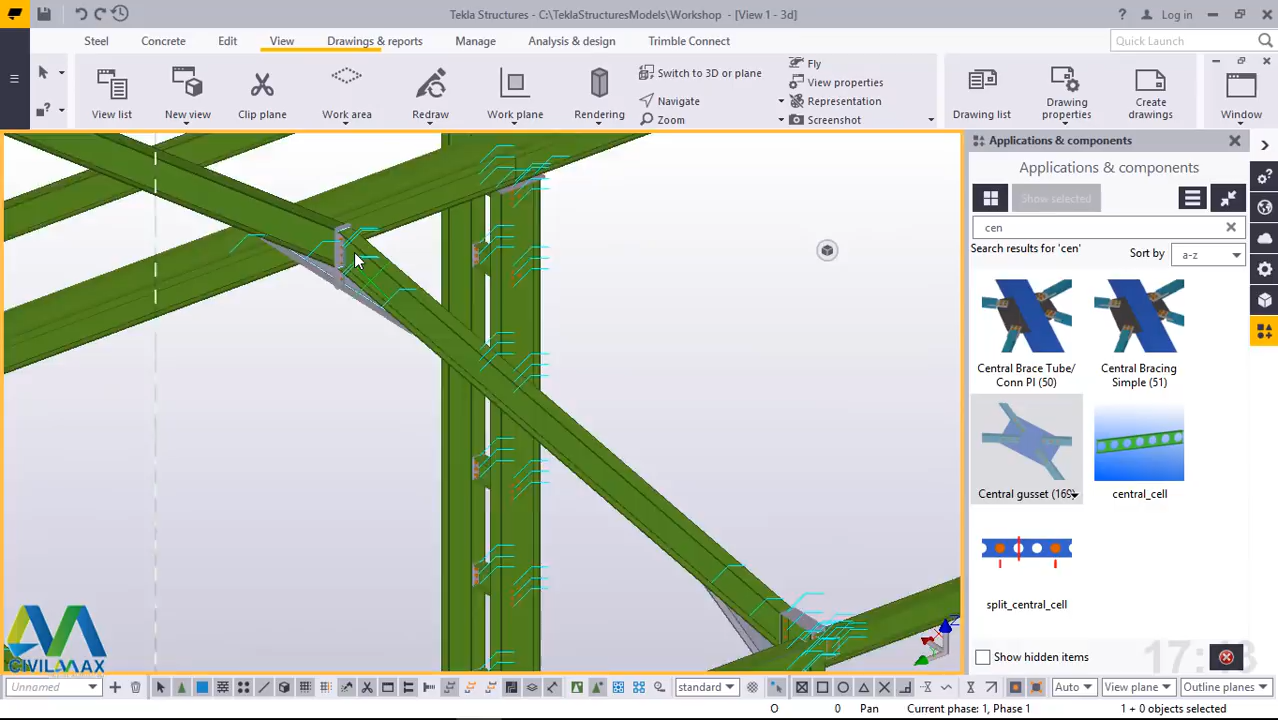 Tekla Structures - C:\TeklaStructuresModels\Workshop - [View 1 - 3d]
Log in
Steel Concrete Edit View Drawings & reports Manage Analysis & design Trimble Connect
Quick Launch
View list
New view
Clip plane
Work area
Redraw
Work plane
Rendering
Switch to 3D or plane
Navigate
Zoom
Fly
View properties
Representation
Screenshot
Drawing list
Drawing properties
Create drawings
Window
Applications & components
Applications & components
Show selected
cen
Search results for 'cen'
Sort by a-z
Central Brace Tube/
Conn Pl (50)
Central Bracing
Simple (51)
Central gusset (169)
central_cell
split_central_cell
Show hidden items
CIVILMAX
Unnamed
standard
Auto
View plane
Outline planes
O 0 Pan Current phase: 1, Phase 1 1 + 0 objects selected